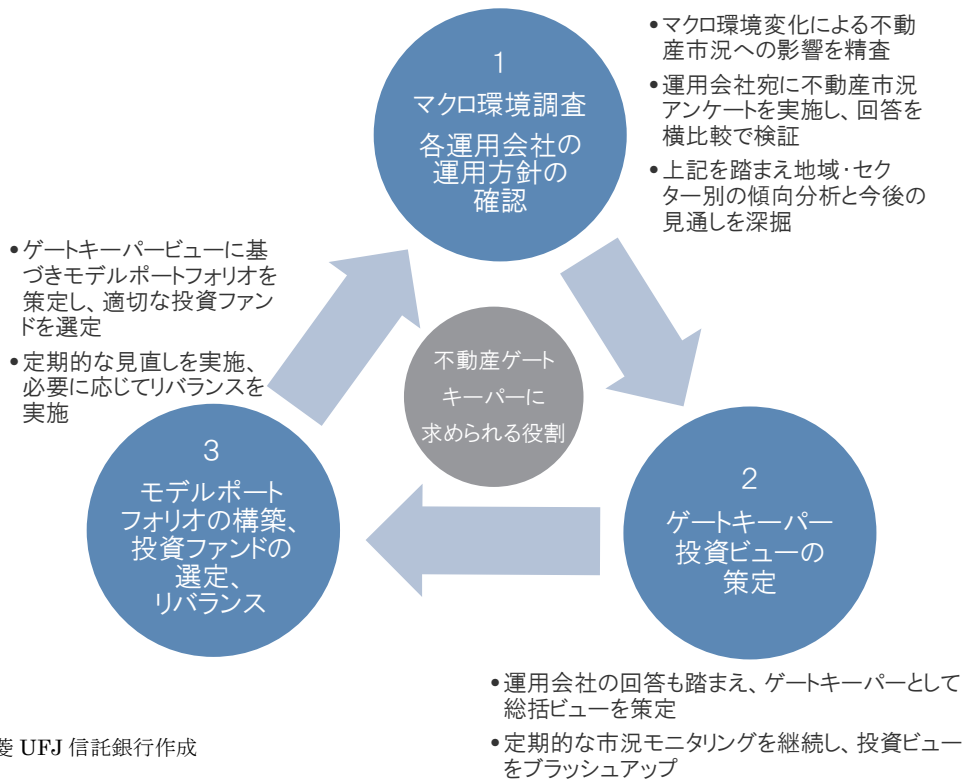 1
マクロ環境調査
各運用会社の
運用方針の
確認
•マクロ環境変化による不動
産市況への影響を精査
•運用会社宛に不動産市況
アンケートを実施し、回答を
横比較で検証
•上記を踏まえ地域･セク
ター別の傾向分析と今後の
見通しを深掘
•ゲートキーパービューに基
づきモデルポートフォリオを
策定し、適切な投資ファン
ドを選定
•定期的な見直しを実施、
必要に応じてリバランスを
実施
不動産ゲート
キーパーに
求められる役割
3
モデルポート
フォリオの構築、
投資ファンドの
選定、
リバランス
2
ゲートキーパー
投資ビューの
策定
•運用会社の回答も踏まえ、ゲートキーパーとして
総括ビューを策定
•定期的な市況モニタリングを継続し、投資ビュー
をブラッシュアップ
菱 UFJ 信託銀行作成